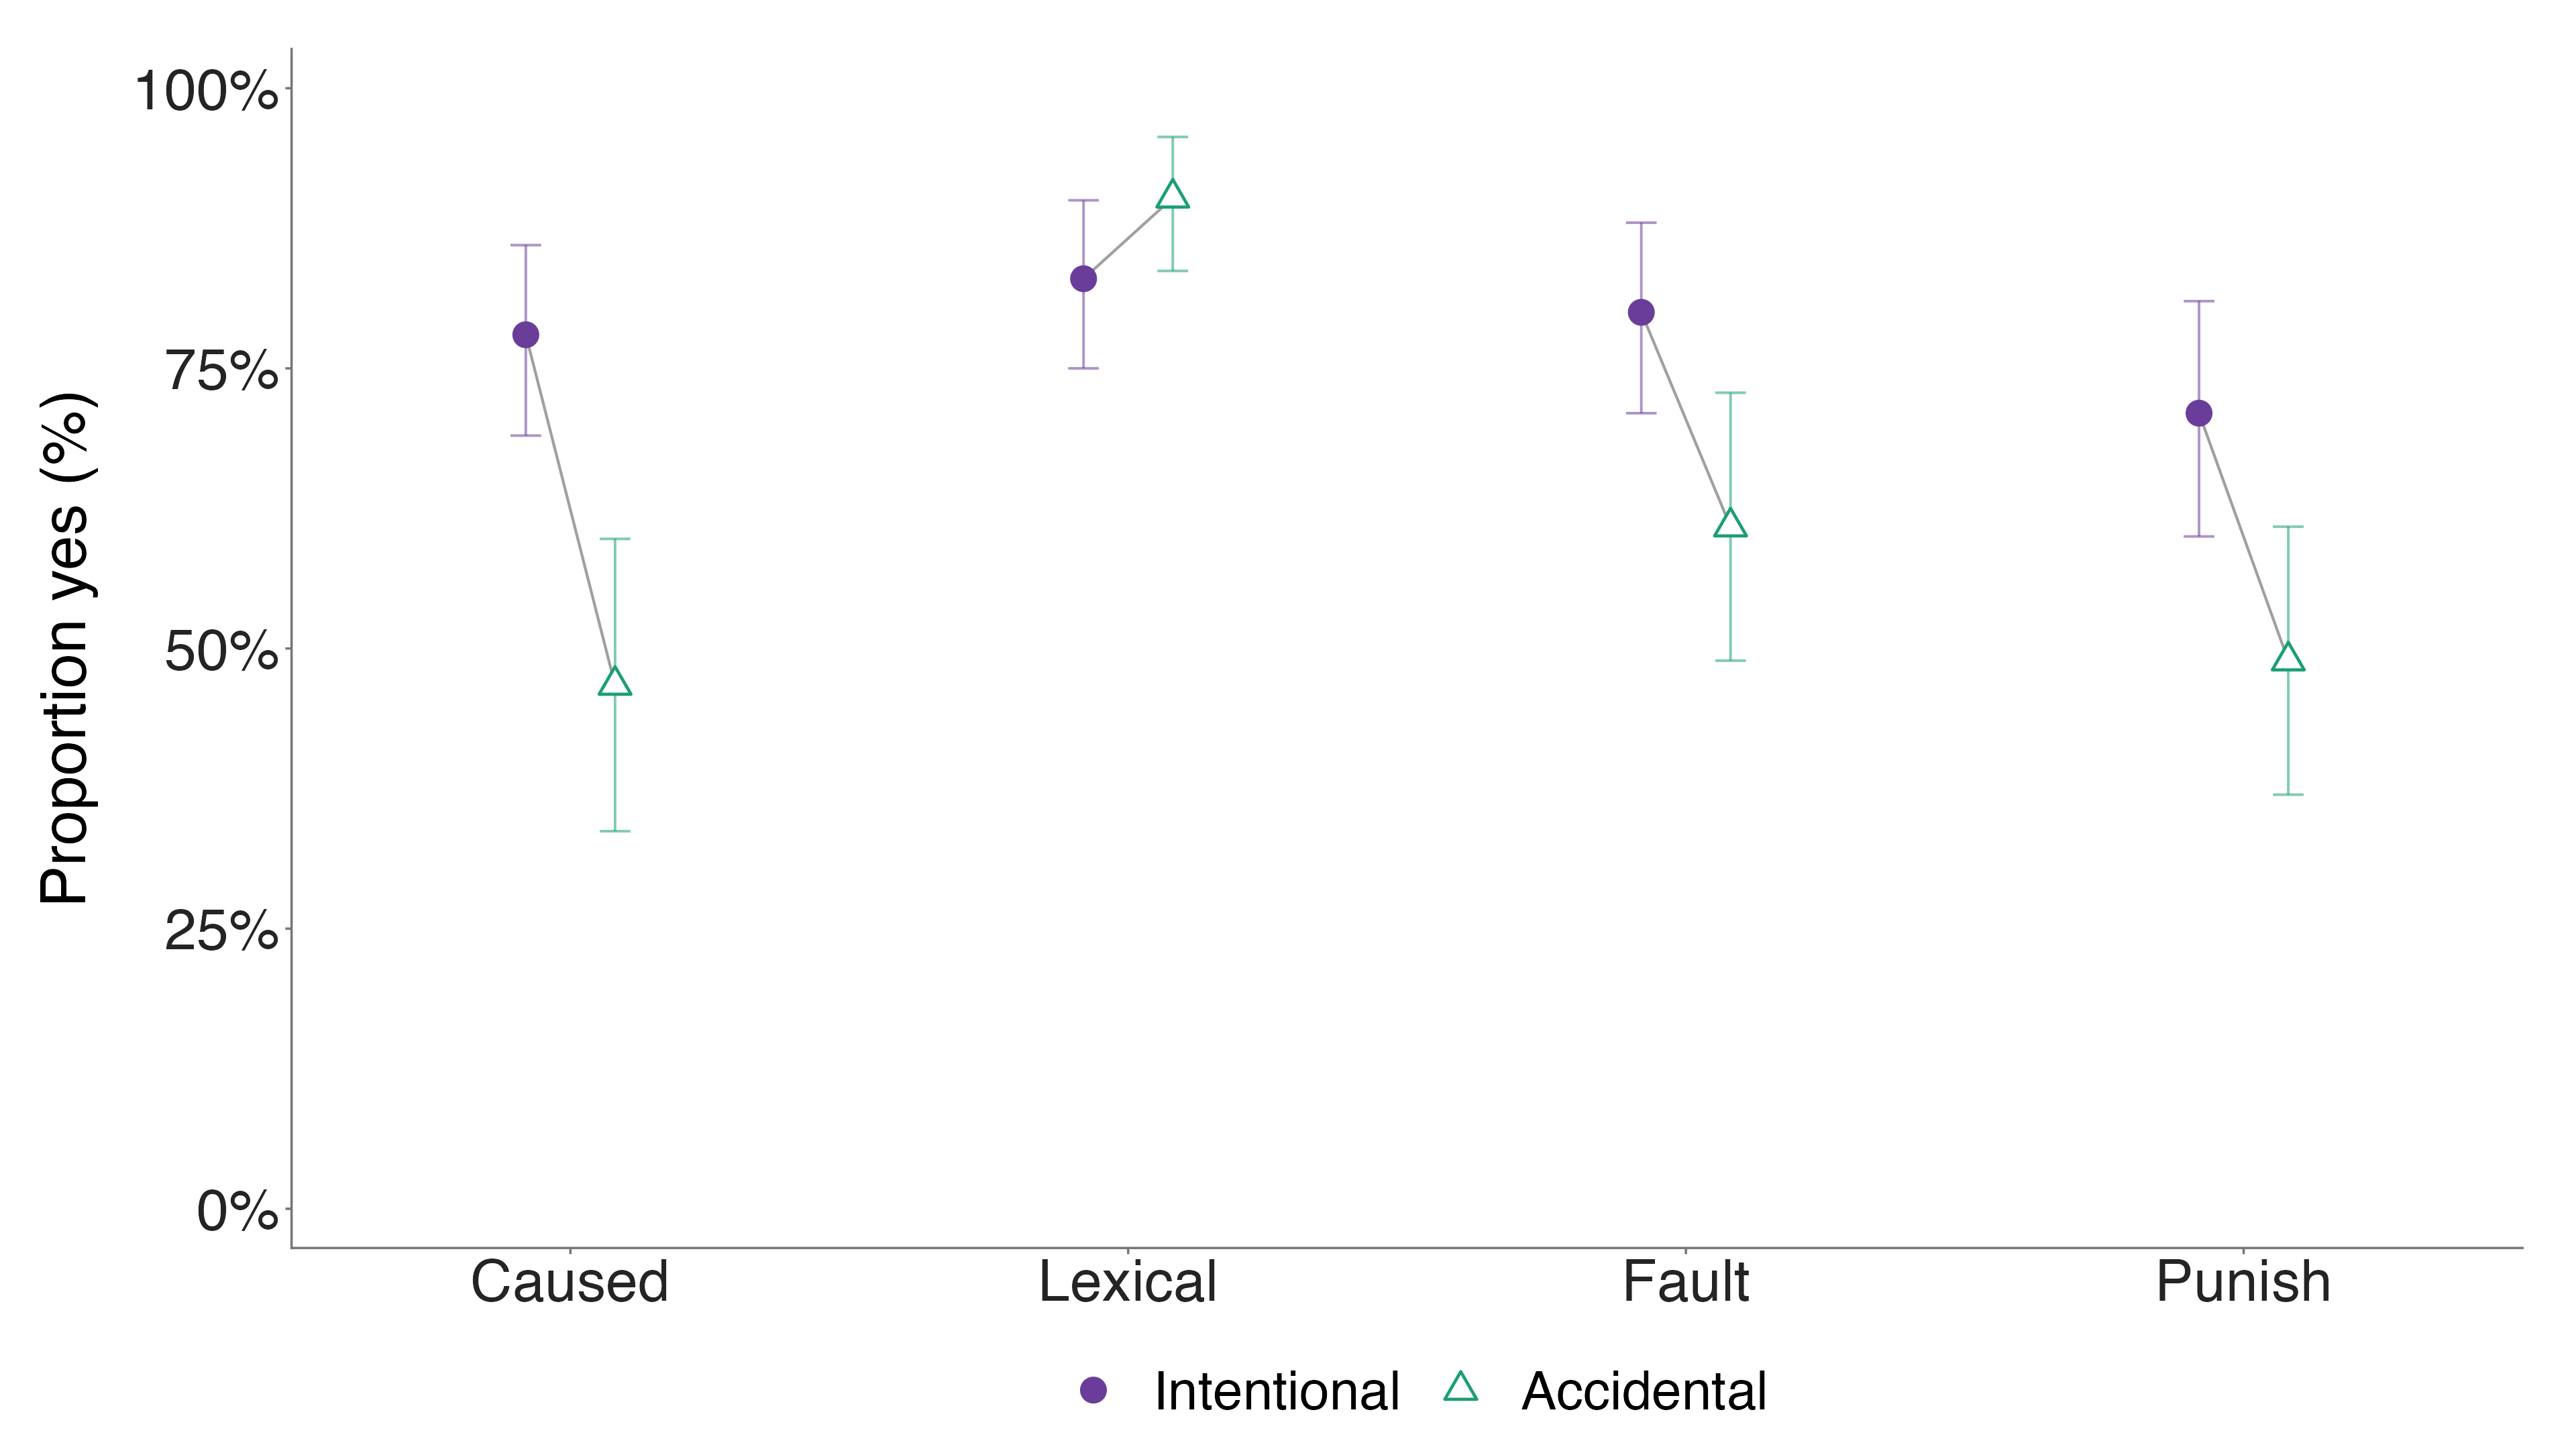 Proportion yes (%)
100%
75%
50%
25%
0%
Caused Lexical Fault Punish
Intentional Accidental